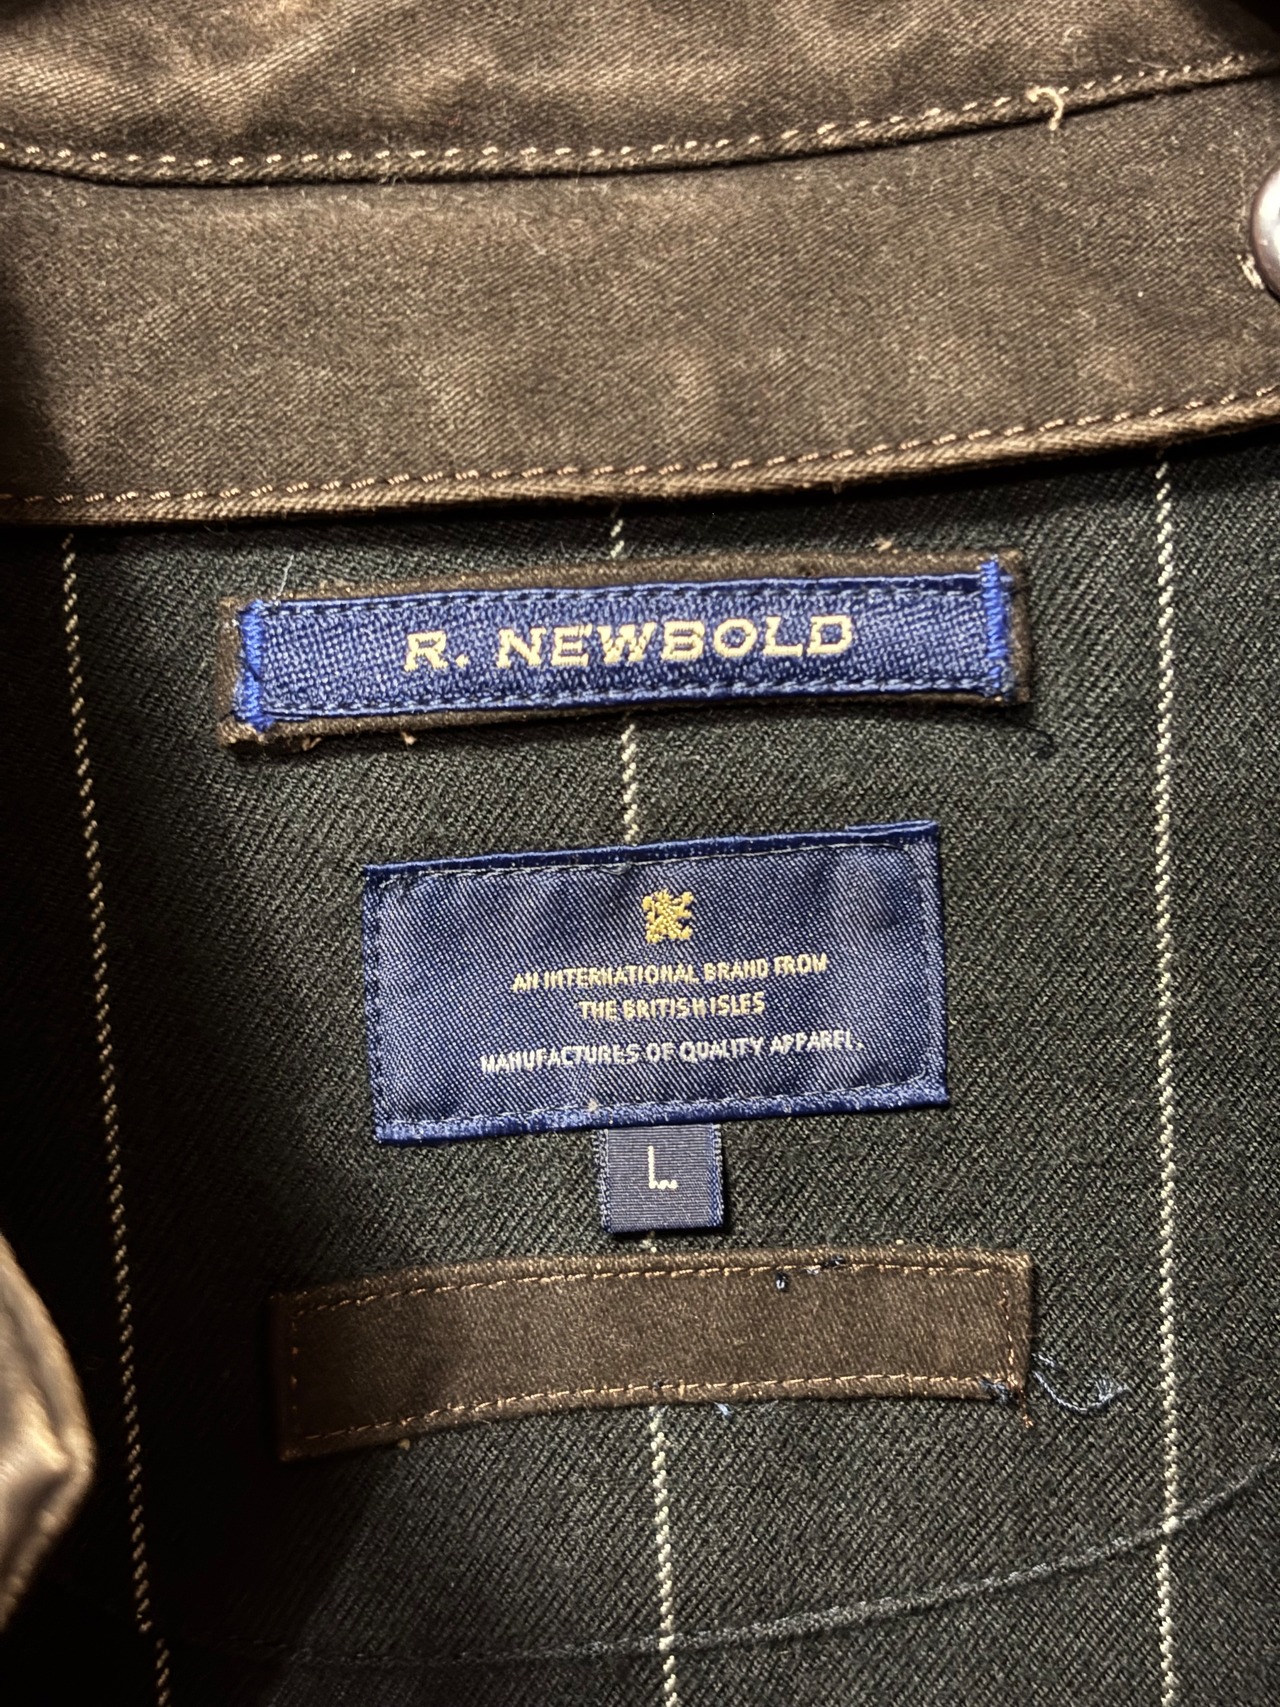 R. NEWBOLD
AN INTERNATIONAL BRAND FROM
THE BRITISH ISLES
MANUFACTURES OF QUALITY APPAREL.
L